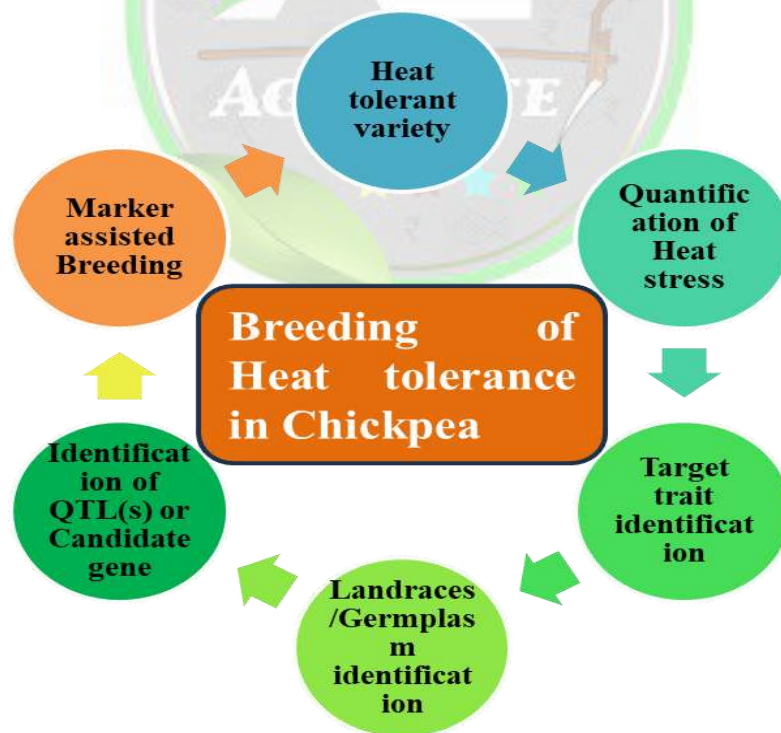 Heat
tolerant
variety
Quantific
ation of
Heat
stress
Target
trait
identificat
ion
Landraces
/Germplas
m
identificat
ion
Identificat
ion of
QTL(s) or
Candidate
gene
Marker
assisted
Breeding
Breeding of
Heat tolerance
in Chickpea